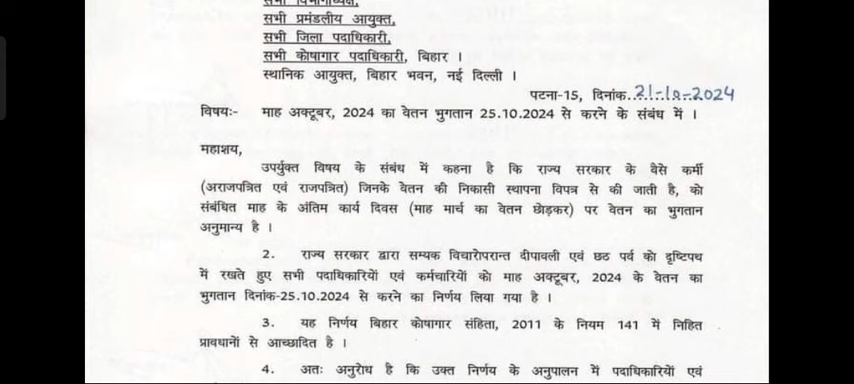 सभी विभागाध्यक्ष,
सभी प्रमंडलीय आयुक्त,
सभी जिला पदाधिकारी,
सभी कोषागार पदाधिकारी, बिहार ।
स्थानिक आयुक्त, बिहार भवन, नई दिल्ली ।
पटना-15, दिनांक..21-10-2024
विषयः- माह अक्टूबर, 2024 का वेतन भुगतान 25.10.2024 से करने के संबंध में ।
महाशय,
उपर्युक्त विषय के संबंध में कहना है कि राज्य सरकार के वैसे कर्मी
(अराजपत्रित एवं राजपत्रित) जिनके वेतन की निकासी स्थापना विपत्र से की जाती है, को
संबंधित माह के अंतिम कार्य दिवस (माह मार्च का वेतन छोड़कर) पर वेतन का भुगतान
अनुमान्य है ।
2. राज्य सरकार द्वारा सम्यक विचारोपरान्त दीपावली एवं छठ पर्व को दृष्टिपथ
में रखते हुए सभी पदाधिकारियों एवं कर्मचारियों को माह अक्टूबर, 2024 के वेतन का
भुगतान दिनांक-25.10.2024 से करने का निर्णय लिया गया है ।
3. यह निर्णय बिहार कोषागार संहिता, 2011 के नियम 141 में निहित
प्रावधानों से आच्छादित है ।
4. अतः अनुरोध है कि उक्त निर्णय के अनुपालन में पदाधिकारियों एवं